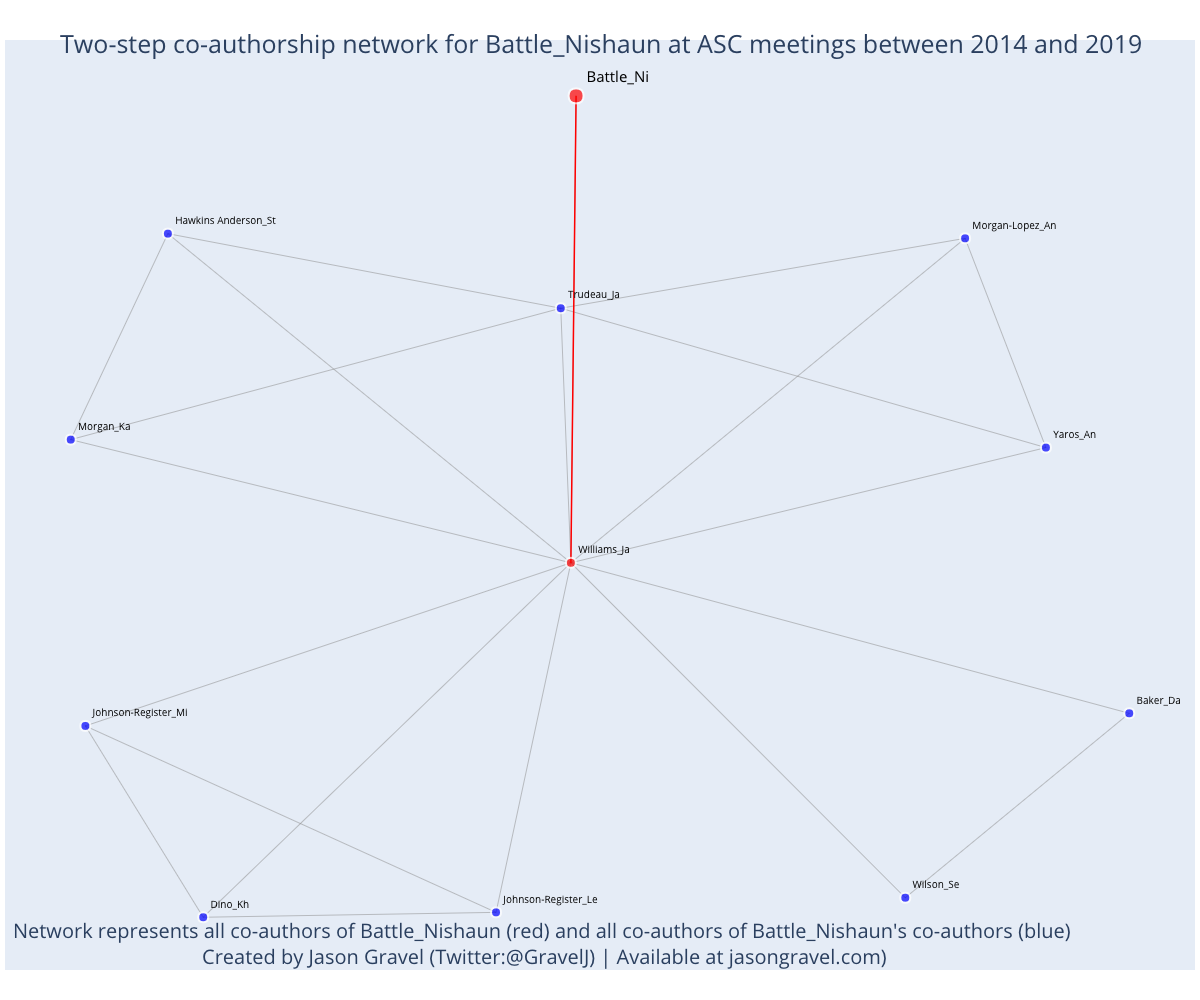 Two-step co-authorship network for Battle_Nishaun at ASC meetings between 2014 and 2019
Battle_Ni
Hawkins Anderson_St
Morgan-Lopez_An
Trudeau_Ja
Morgan_Ka
Yaros_An
Williams_Ja
Baker_Da
Johnson-Register_Mi
Wilson_Se
Johnson-Register_Le
Dino_Kh
Network represents all co-authors of Battle_Nishaun (red) and all co-authors of Battle_Nishaun's co-authors (blue)
Created by Jason Gravel (Twitter:@GravelJ) | Available at jasongravel.com)